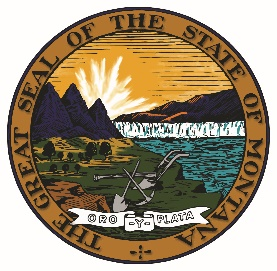 THE GREAT SEAL OF THE STATE OF MONTANA
ORO Y PLATA